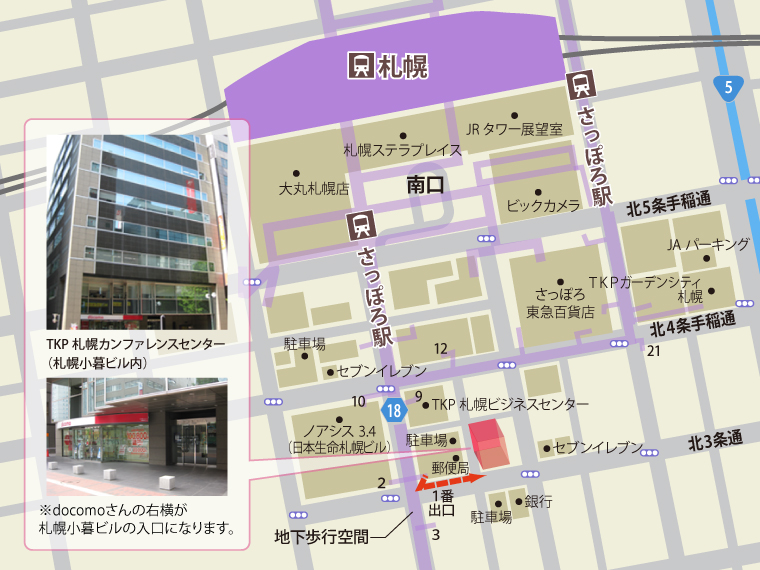 札幌
5
さっぽろ駅
JRタワー展望室
札幌ステラプレイス
大丸札幌店
南口
ビックカメラ
北5条手稲通
JAパーキング
さっぽろ駅
TKPガーデンシティ
札幌
さっぽろ
東急百貨店
北4条手稲通
21
TKP 札幌カンファレンスセンター
（札幌小暮ビル内）
駐車場
12
セブンイレブン
10
18
9
TKP 札幌ビジネスセンター
ノアシス 3.4
（日本生命札幌ビル）
駐車場
セブンイレブン
北3条通
郵便局
2
1番
出口
駐車場
銀行
地下歩行空間
3
docomo
※docomoさんの右横が
札幌小暮ビルの入口になります。